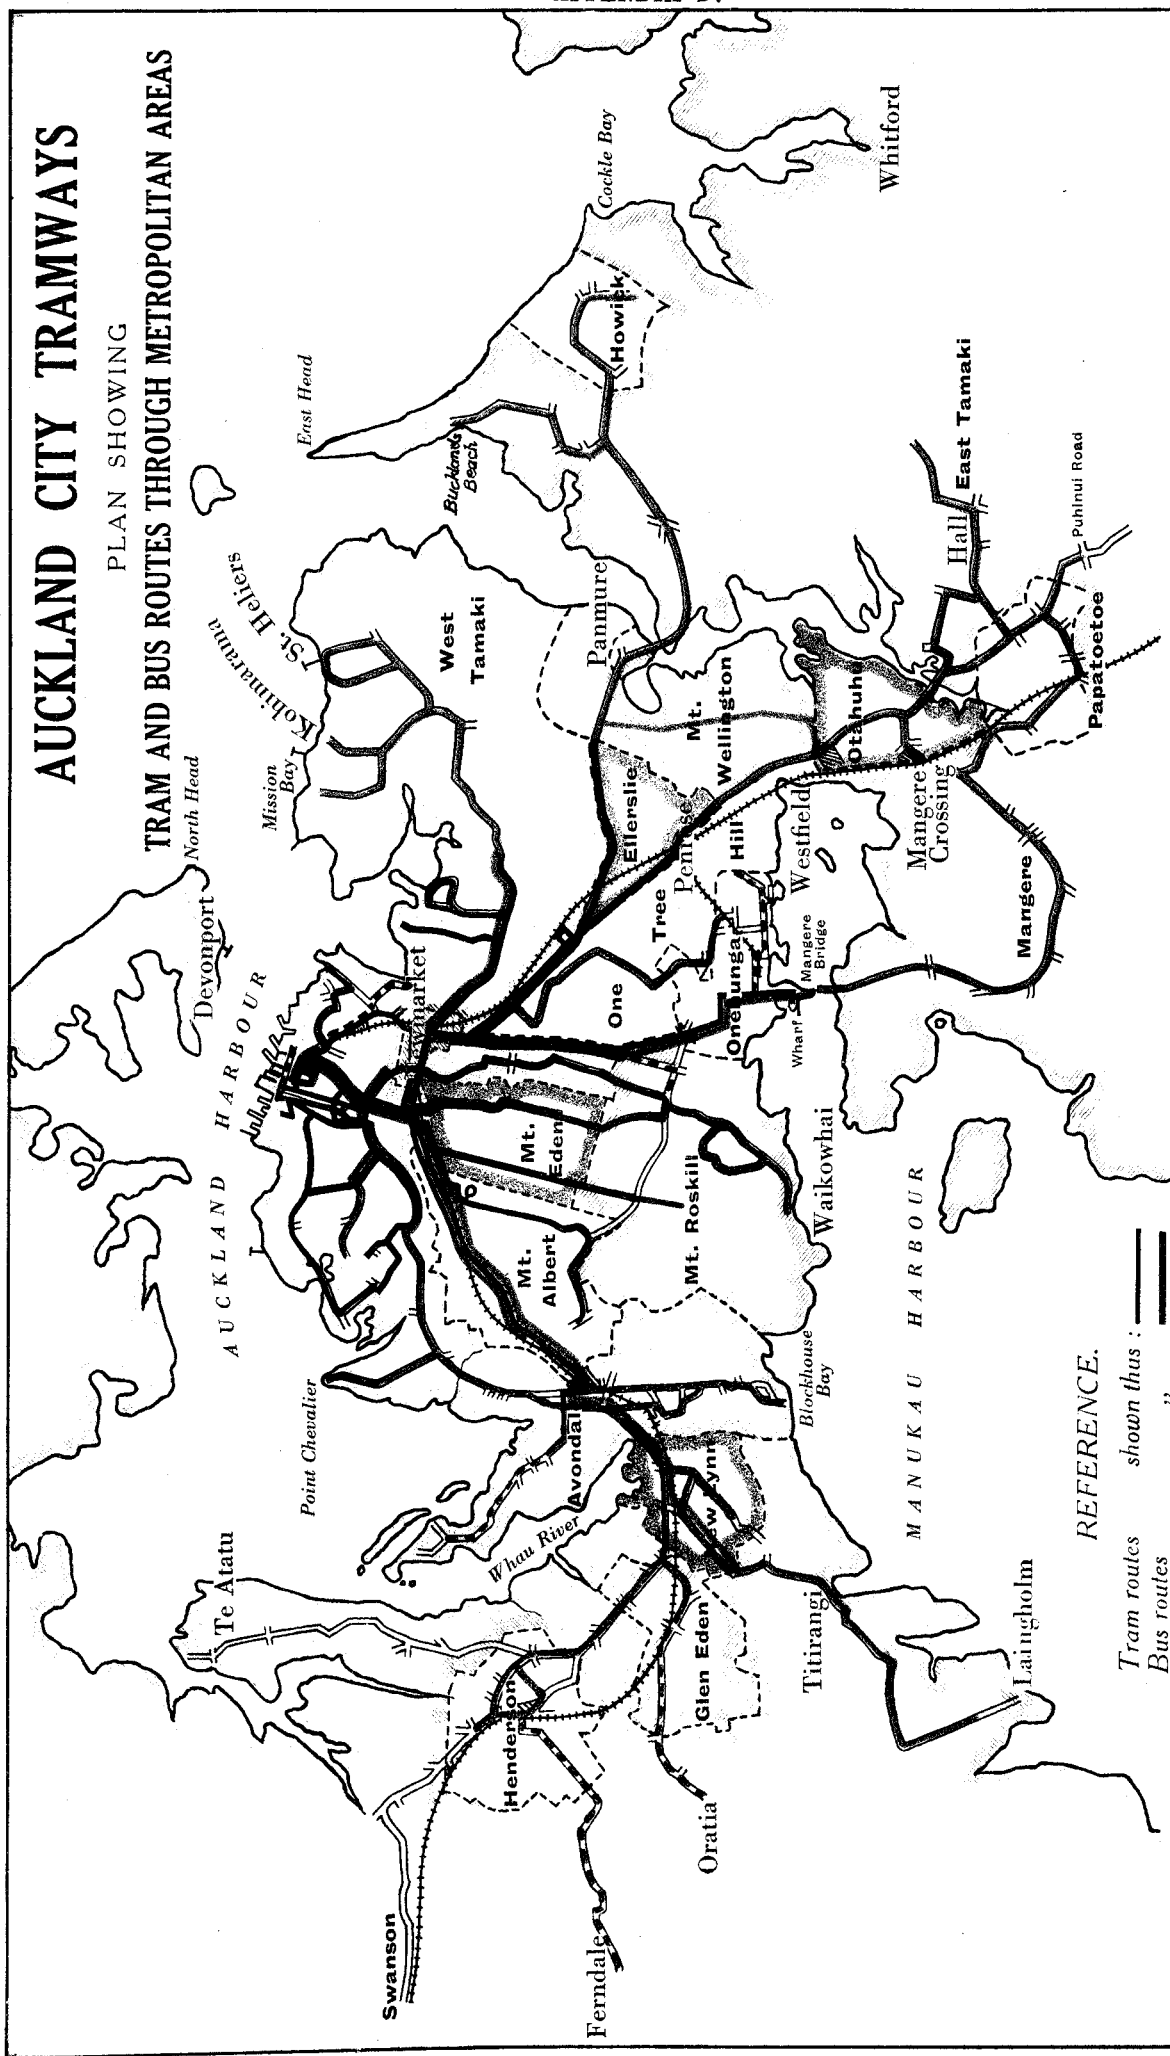 AUCKLAND CITY TRAMWAYS
PLAN SHOWING
TRAM AND BUS ROUTES THROUGH METROPOLITAN AREAS
Whitford
Cockle Bay
East Head
Howick
Bucklands
Beach
East Tamaki
Puhinui Road
Hall
St. Heliers
Kohimarama
West
Tamaki
Panmure
Mission
Bay
North Head
Devonport
Mt.
Wellington
Otahuhu
Papatoetoe
Ellerslie
Penrose
Westfield
Mangere
Crossing
Mangere
One
Tree
Hill
Onehunga
Mangere
Bridge
Wharf
AUCKLAND HARBOUR
Mt.
Eden
Mt. Roskill
Waikowhai
Mt.
Albert
MANUKAU HARBOUR
Point Chevalier
Blockhouse
Bay
Avondale
Whau River
Te Atatu
Henderson
Glen Eden
Titirangi
Laingholm
Oratia
Swanson
Ferndale
REFERENCE.
Tram routes shown thus :
Bus routes „